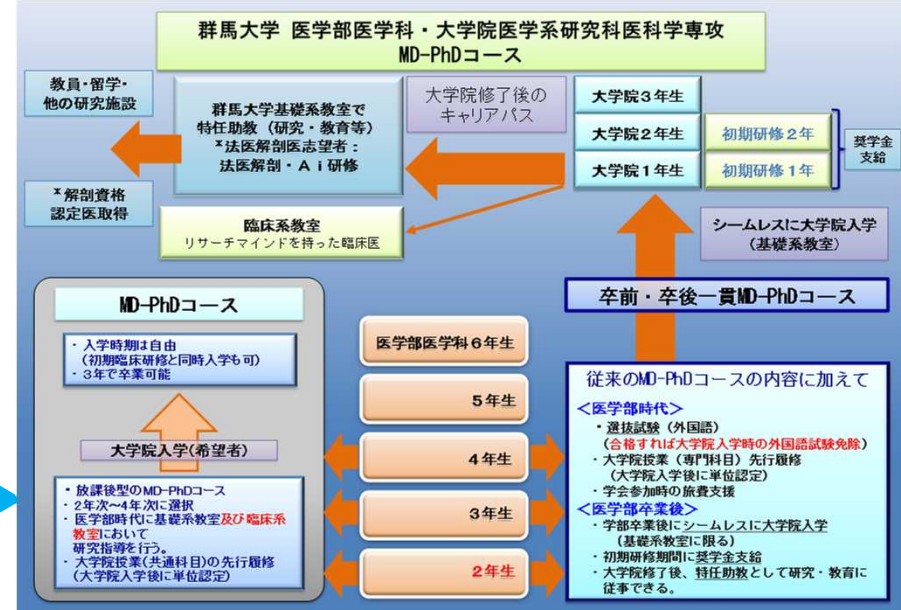 群馬大学 医学部医学科・大学院医学系研究科医科学専攻
MD-PhDコース
教員・留学・
他の研究施設
群馬大学基礎系教室で
特任助教（研究・教育等）
*法医解剖医志望者：
法医解剖・Ａｉ研修
大学院修了後の
キャリアパス
大学院３年生
大学院２年生
初期研修２年
大学院１年生
初期研修１年
奨学金
支給
*解剖資格
認定医取得
臨床系教室
リサーチマインドを持った臨床医
シームレスに大学院入学
（基礎系教室）
卒前・卒後一貫MD-PhDコース
MD-PhDコース
・入学時期は自由
（初期臨床研修と同時入学も可）
・３年で卒業可能
大学院入学(希望者)
・放課後型のMD-PhDコース
・２年次～４年次に選択
・医学部時代に基礎系教室及び臨床系
教室において
研究指導を行う。
・大学院授業(共通科目)の先行履修
（大学院入学後に単位認定）
医学部医学科６年生
５年生
４年生
３年生
２年生
従来のMD-PhDコースの内容に加えて
＜医学部時代＞
・選抜試験（外国語）
（合格すれば大学院入学時の外国語試験免除）
・大学院授業（専門科目）先行履修
（大学院入学後に単位認定）
・学会参加時の旅費支援
＜医学部卒業後＞
・学部卒業後にシームレスに大学院入学
（基礎系教室に限る）
・初期研修期間に奨学金支給
・大学院修了後、特任助教として研究・教育に
従事できる。